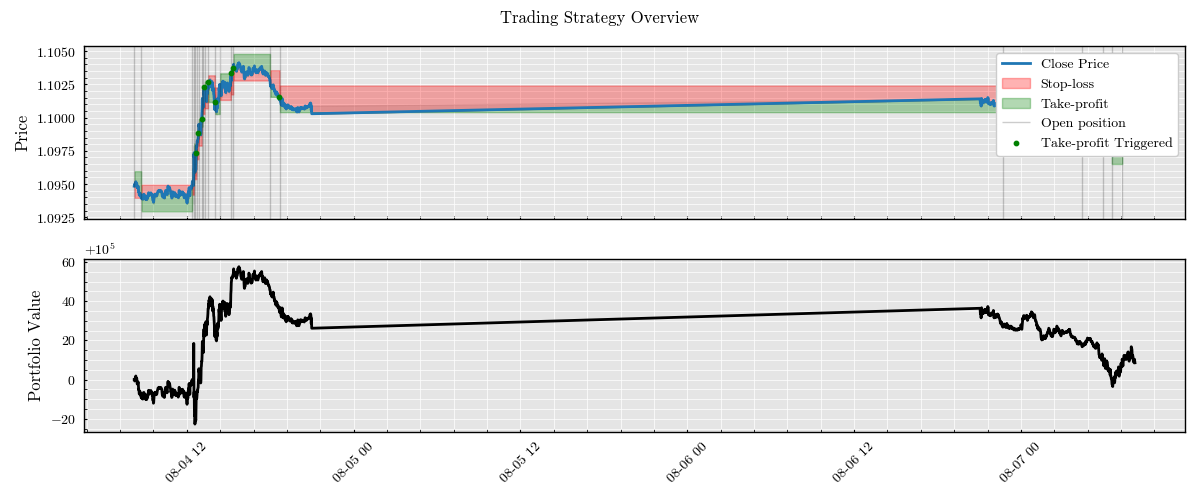 Trading Strategy Overview
1.1050
1.1025
1.1000
1.0975
1.0950
1.0925
Price
Close Price
Stop-loss
Take-profit
Open position
Take-profit Triggered
+10^5
60
40
20
0
−20
Portfolio Value
08-04 12
08-05 00
08-05 12
08-06 00
08-06 12
08-07 00